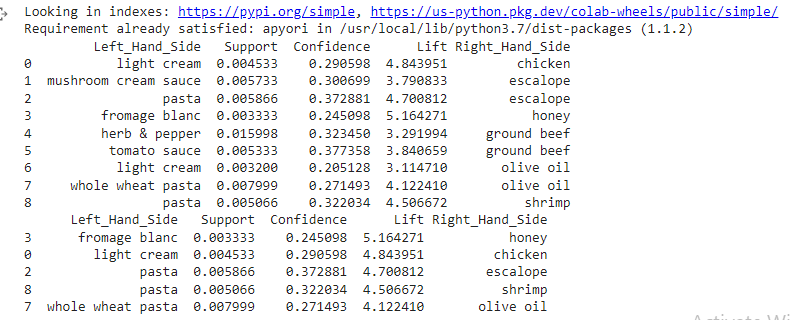 Looking in indexes: https://pypi.org/simple, https://us-python.pkg.dev/colab-wheels/public/simple/
Requirement already satisfied: apyori in /usr/local/lib/python3.7/dist-packages (1.1.2)
Left_Hand_Side Support Confidence Lift Right_Hand_Side
0 light cream 0.004533 0.290598 4.843951 chicken
1 mushroom cream sauce 0.005733 0.300699 3.790833 escalope
2 pasta 0.005866 0.372881 4.700812 escalope
3 fromage blanc 0.003333 0.245098 5.164271 honey
4 herb & pepper 0.015998 0.323450 3.291994 ground beef
5 tomato sauce 0.005333 0.377358 3.840659 ground beef
6 light cream 0.003200 0.205128 3.114710 olive oil
7 whole wheat pasta 0.007999 0.271493 4.122410 olive oil
8 pasta 0.005066 0.322034 4.506672 shrimp
Left_Hand_Side Support Confidence Lift Right_Hand_Side
3 fromage blanc 0.003333 0.245098 5.164271 honey
0 light cream 0.004533 0.290598 4.843951 chicken
2 pasta 0.005866 0.372881 4.700812 escalope
8 pasta 0.005066 0.322034 4.506672 shrimp
7 whole wheat pasta 0.007999 0.271493 4.122410 olive oil